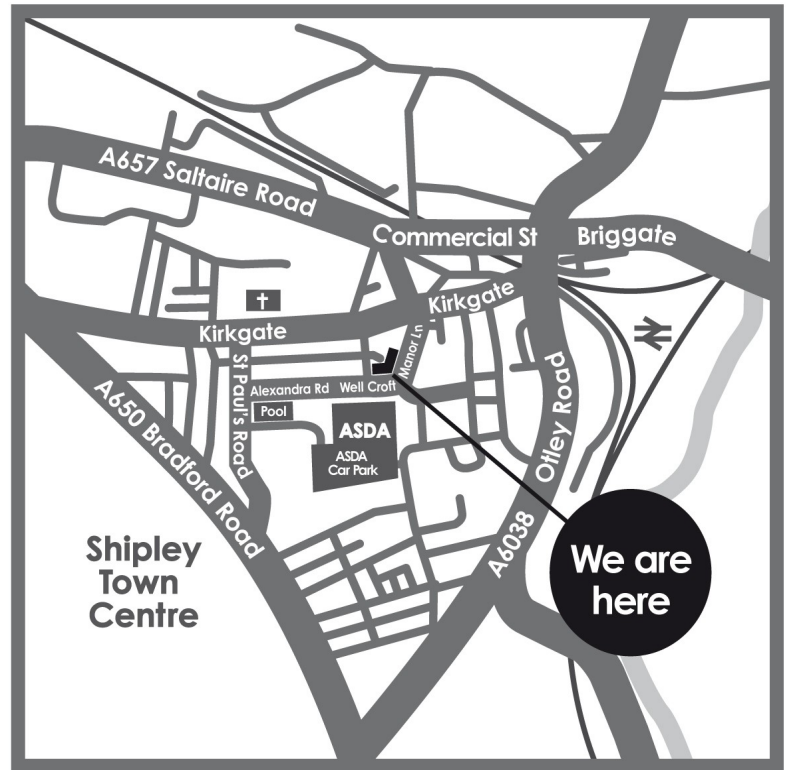 A657 Saltaire Road
Commercial St
Briggate
Kirkgate
Kirkgate
Manor Ln
St Paul's Road
Alexandra Rd
Well Croft
Pool
ASDA
ASDA
Car Park
A650 Bradford Road
Otley Road
A6038
Shipley
Town
Centre
We are
here